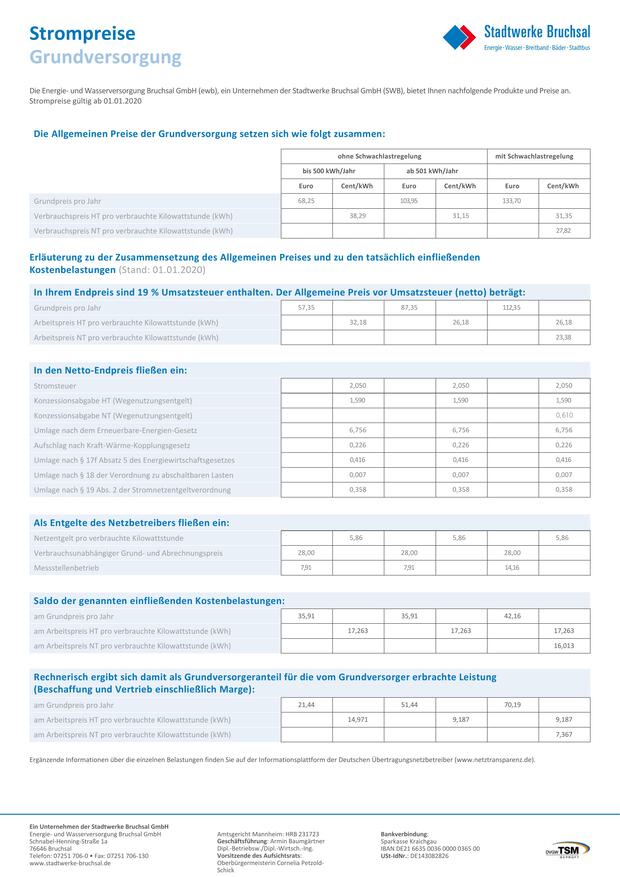 Strompreise
Grundversorgung
Stadtwerke Bruchsal
Energie · Wasser · Breitband · Bäder · Stadtbus
Die Energie- und Wasserversorgung Bruchsal GmbH (ewb), ein Unternehmen der Stadtwerke Bruchsal GmbH (SWB), bietet Ihnen nachfolgende Produkte und Preise an.
Strompreise gültig ab 01.01.2020
Die Allgemeinen Preise der Grundversorgung setzen sich wie folgt zusammen:
ohne Schwachlastregelung mit Schwachlastregelung
bis 500 kWh/Jahr ab 501 kWh/Jahr
Euro Cent/kWh Euro Cent/kWh Euro Cent/kWh
Grundpreis pro Jahr 68,25 103,95 133,70
Verbrauchspreis HT pro verbrauchte Kilowattstunde (kWh) 38,29 31,15 31,35
Verbrauchspreis NT pro verbrauchte Kilowattstunde (kWh) 27,82
Erläuterung zu der Zusammensetzung des Allgemeinen Preises und zu den tatsächlich einfließenden
Kostenbelastungen (Stand: 01.01.2020)
In Ihrem Endpreis sind 19 % Umsatzsteuer enthalten. Der Allgemeine Preis vor Umsatzsteuer (netto) beträgt:
Grundpreis pro Jahr 57,35 87,35 112,35
Arbeitspreis HT pro verbrauchte Kilowattstunde (kWh) 32,18 26,18 26,18
Arbeitspreis NT pro verbrauchte Kilowattstunde (kWh) 23,38
In den Netto-Endpreis fließen ein:
Stromsteuer 2,050 2,050 2,050
Konzessionsabgabe HT (Wegenutzungsentgelt) 1,590 1,590 1,590
Konzessionsabgabe NT (Wegenutzungsentgelt) 0,610
Umlage nach dem Erneuerbare-Energien-Gesetz 6,756 6,756 6,756
Aufschlag nach Kraft-Wärme-Kopplungsgesetz 0,226 0,226 0,226
Umlage nach § 17f Absatz 5 des Energiewirtschaftsgesetzes 0,416 0,416 0,416
Umlage nach § 18 der Verordnung zu abschaltbaren Lasten 0,007 0,007 0,007
Umlage nach § 19 Abs. 2 der Stromnetzentgeltverordnung 0,358 0,358 0,358
Als Entgelte des Netzbetreibers fließen ein:
Netzentgelt pro verbrauchte Kilowattstunde 5,86 5,86 5,86
Verbrauchsunabhängiger Grund- und Abrechnungspreis 28,00 28,00 28,00
Messstellenbetrieb 7,91 7,91 14,16
Saldo der genannten einfließenden Kostenbelastungen:
am Grundpreis pro Jahr 35,91 35,91 42,16
am Arbeitspreis HT pro verbrauchte Kilowattstunde (kWh) 17,263 17,263 17,263
am Arbeitspreis NT pro verbrauchte Kilowattstunde (kWh) 16,013
Rechnerisch ergibt sich damit als Grundversorgeranteil für die vom Grundversorger erbrachte Leistung
(Beschaffung und Vertrieb einschließlich Marge):
am Grundpreis pro Jahr 21,44 51,44 70,19
am Arbeitspreis HT pro verbrauchte Kilowattstunde (kWh) 14,971 9,187 9,187
am Arbeitspreis NT pro verbrauchte Kilowattstunde (kWh) 7,367
Ergänzende Informationen über die einzelnen Belastungen finden Sie auf der Informationsplattform der Deutschen Übertragungsnetzbetreiber (www.netztransparenz.de).
Ein Unternehmen der Stadtwerke Bruchsal GmbH
Energie- und Wasserversorgung Bruchsal GmbH
Schnabel-Henning-Straße 1a
76646 Bruchsal
Telefon: 07251 706-0 • Fax: 07251 706-130
www.stadtwerke-bruchsal.de
Amtsgericht Mannheim: HRB 231723
Geschäftsführung: Armin Baumgärtner
Dipl.-Betriebsw./Dipl.-Wirtsch.-Ing.
Vorsitzende des Aufsichtsrats:
Oberbürgermeisterin Cornelia Petzold-
Schick
Bankverbindung:
Sparkasse Kraichgau
IBAN DE21 6635 0036 0000 0365 00
USt-IdNr.: DE143082826
DVGW TSM
GEPRÜFT